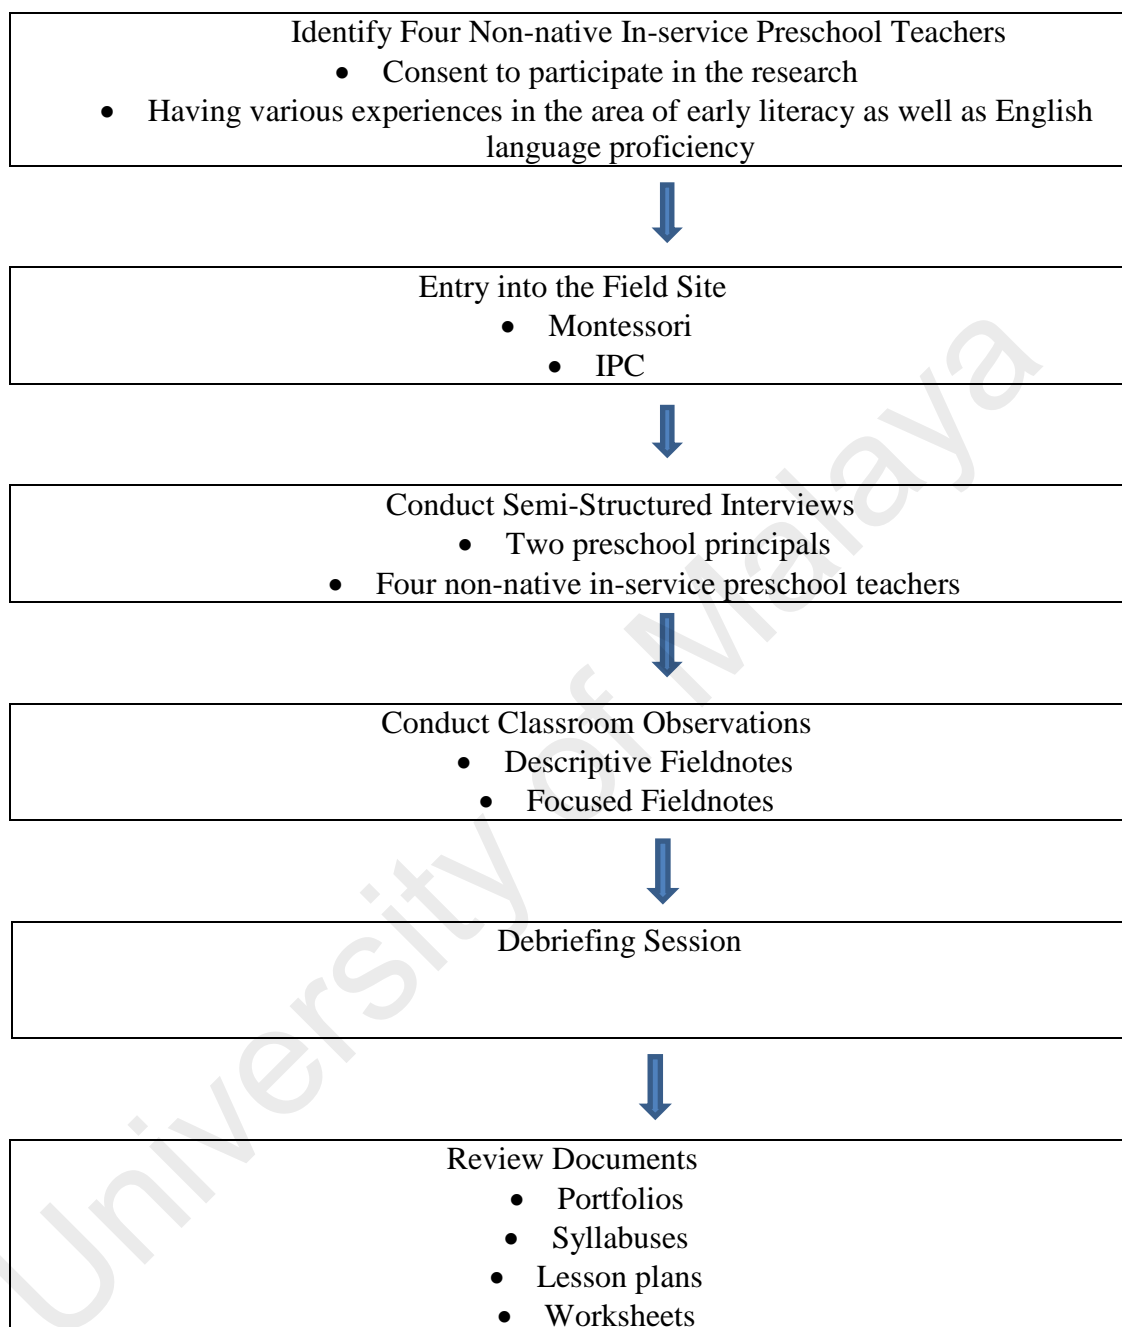 Identify Four Non-native In-service Preschool Teachers
• Consent to participate in the research
• Having various experiences in the area of early literacy as well as English
language proficiency
Entry into the Field Site
• Montessori
• IPC
Conduct Semi-Structured Interviews
• Two preschool principals
• Four non-native in-service preschool teachers
Conduct Classroom Observations
• Descriptive Fieldnotes
• Focused Fieldnotes
Debriefing Session
Review Documents
• Portfolios
• Syllabuses
• Lesson plans
• Worksheets
University of Malaya